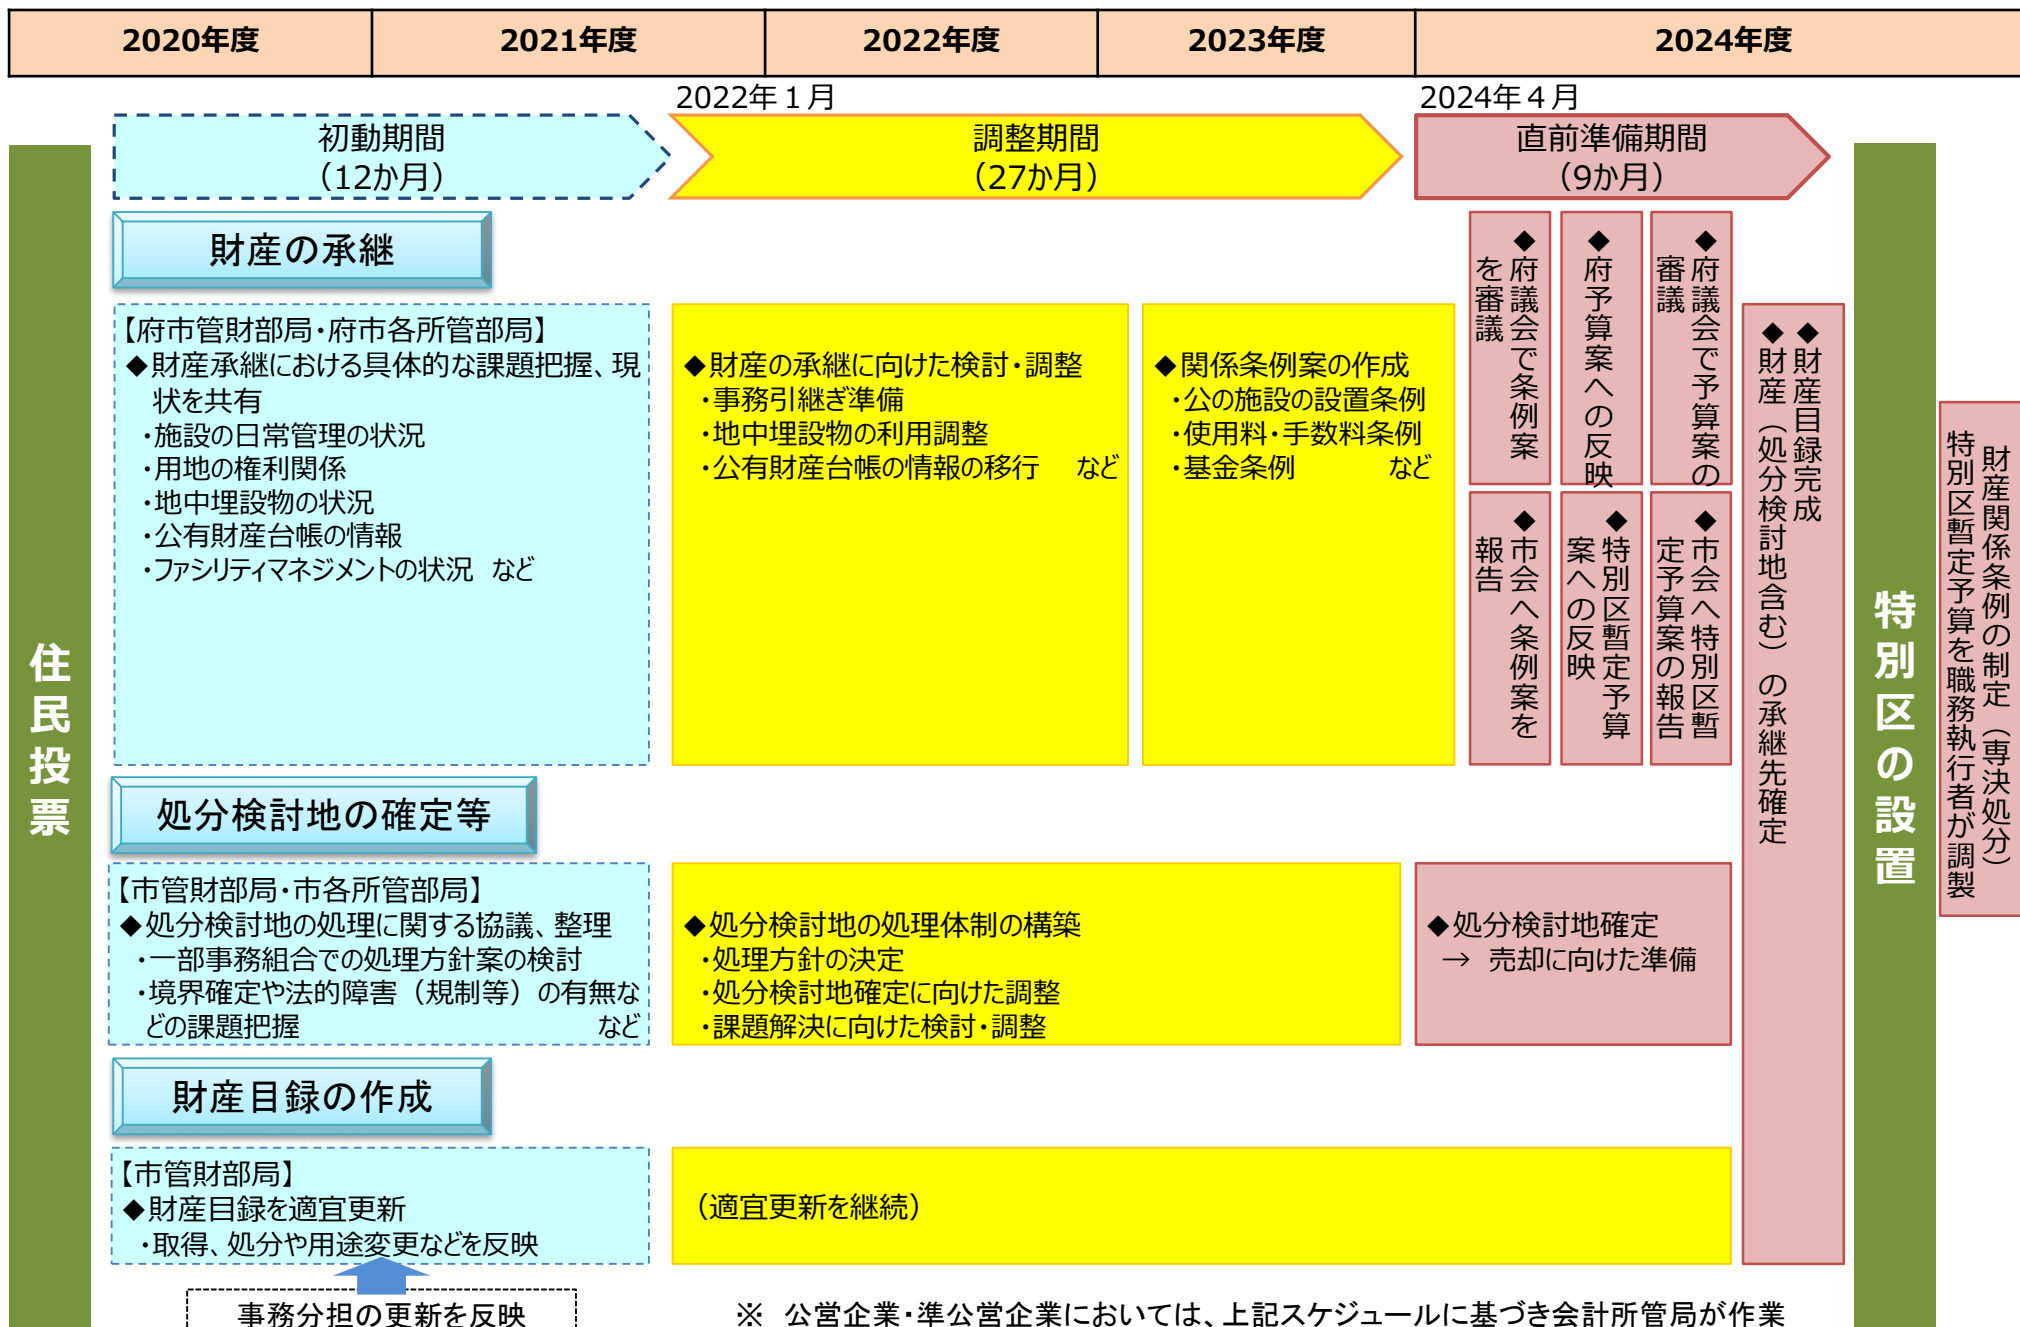 2020年度
2021年度
2022年度
2023年度
2024年度
2022年１月
2024年４月
初動期間
（12か月）
調整期間
（27か月）
直前準備期間
（9か月）
住民投票
財産の承継
【府市管財部局・府市各所管部局】
◆財産承継における具体的な課題把握、現
状を共有
・施設の日常管理の状況
・用地の権利関係
・地中埋設物の状況
・公有財産台帳の情報
・ファシリティマネジメントの状況　など
◆財産の承継に向けた検討・調整
・事務引継ぎ準備
・地中埋設物の利用調整
・公有財産台帳の情報の移行　など
◆関係条例案の作成
・公の施設の設置条例
・使用料・手数料条例
・基金条例　など
◆府議会で条例案
を審議
◆府予算案への反映
◆府議会で予算案の
審議
◆市会へ条例案を
報告
◆特別区暫定予算
案への反映
◆市会へ特別区暫
定予算案の報告
◆財産目録完成
◆財産（処分検討地含む）の承継先確定
特別区の設置
財産関係条例の制定（専決処分）
特別区暫定予算を職務執行者が調製
処分検討地の確定等
【市管財部局・市各所管部局】
◆処分検討地の処理に関する協議、整理
・一部事務組合での処理方針案の検討
・境界確定や法的障害（規制等）の有無な
どの課題把握　など
◆処分検討地の処理体制の構築
・処理方針の決定
・処分検討地確定に向けた調整
・課題解決に向けた検討・調整
◆処分検討地確定
→　売却に向けた準備
財産目録の作成
【市管財部局】
◆財産目録を適宜更新
・取得、処分や用途変更などを反映
（適宜更新を継続）
事務分担の更新を反映
※　公営企業・準公営企業においては、上記スケジュールに基づき会計所管局が作業